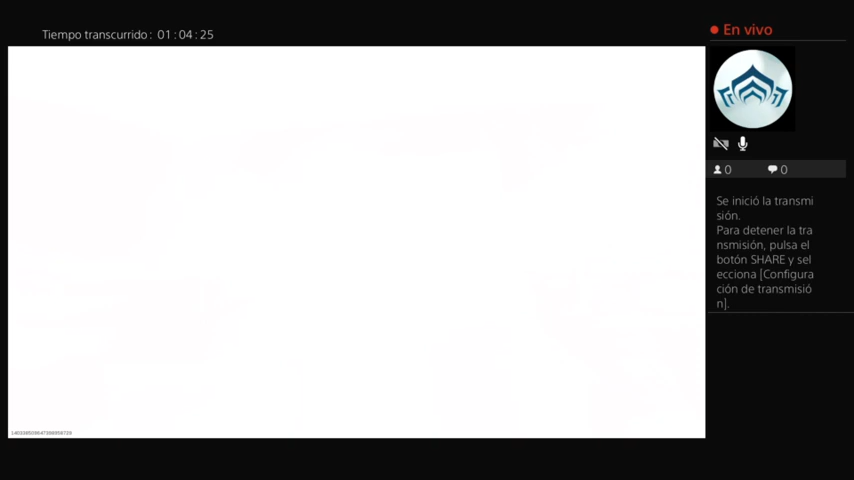 Tiempo transcurrido: 01:04:25
En vivo
0 0
Se inició la transmi
sión.
Para detener la tra
nsmisión, pulsa el
botón SHARE y sel
ecciona [Configura
ción de transmisió
n].